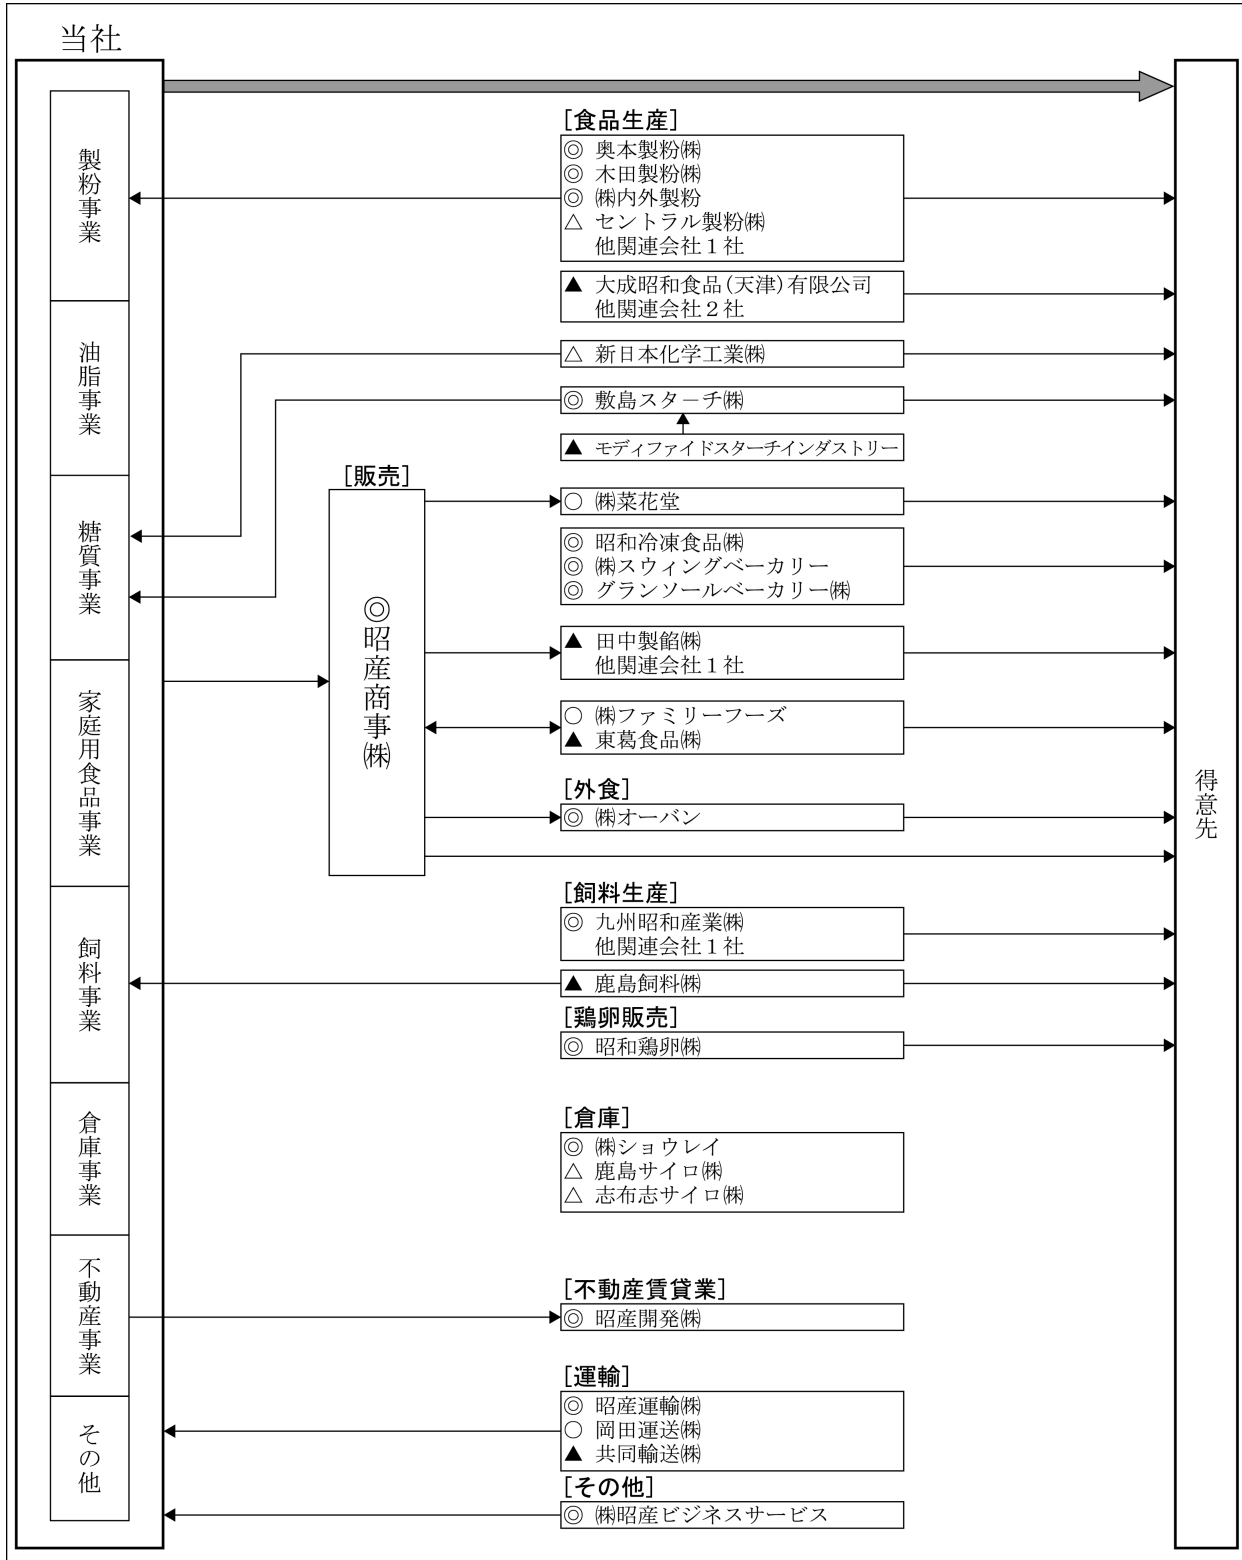 当社
製粉事業
油脂事業
糖質事業
家庭用食品事業
飼料事業
倉庫事業
不動産事業
その他
[販売]
◎昭産商事㈱
[食品生産]
◎ 奥本製粉㈱
◎ 木田製粉㈱
◎ ㈱内外製粉
△ セントラル製粉㈱
他関連会社１社
▲ 大成昭和食品(天津)有限公司
他関連会社２社
△ 新日本化学工業㈱
◎ 敷島スターチ㈱
▲ モディファイドスターチインダストリー
○ ㈱菜花堂
◎ 昭和冷凍食品㈱
◎ ㈱スウィングベーカリー
◎ グランソールベーカリー㈱
▲ 田中製餡㈱
他関連会社１社
○ ㈱ファミリーフーズ
▲ 東葛食品㈱
[外食]
◎ ㈱オーバン
[飼料生産]
◎ 九州昭和産業㈱
他関連会社１社
▲ 鹿島飼料㈱
[鶏卵販売]
◎ 昭和鶏卵㈱
[倉庫]
◎ ㈱ショウレイ
△ 鹿島サイロ㈱
△ 志布志サイロ㈱
[不動産賃貸業]
◎ 昭産開発㈱
[運輸]
◎ 昭産運輸㈱
○ 岡田運送㈱
▲ 共同輸送㈱
[その他]
◎ ㈱昭産ビジネスサービス
得意先